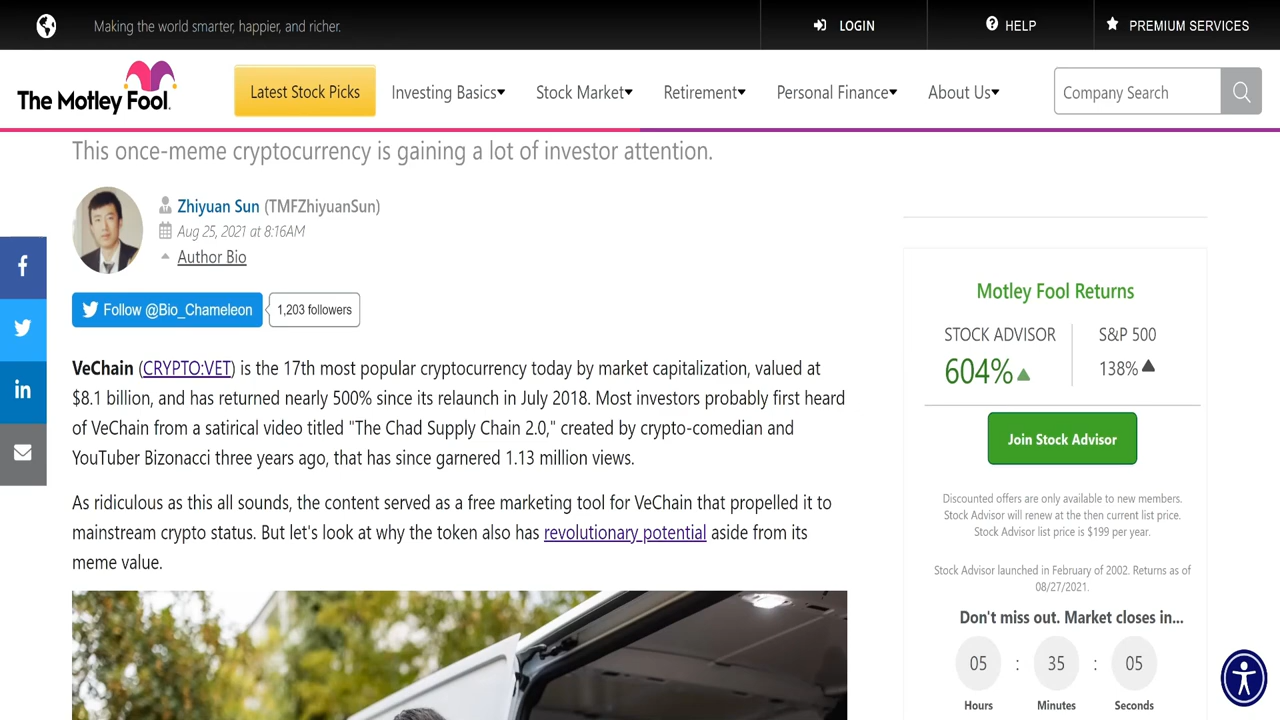 Making the world smarter, happier, and richer.
LOGIN
HELP
PREMIUM SERVICES
The Motley Fool.
Latest Stock Picks
Investing Basics
Stock Market
Retirement
Personal Finance
About Us
Company Search
This once-meme cryptocurrency is gaining a lot of investor attention.
Zhiyuan Sun (TMFZhiyuanSun)
Aug 25, 2021 at 8:16AM
Author Bio
Follow @Bio_Chameleon
1,203 followers
VeChain (CRYPTO:VET) is the 17th most popular cryptocurrency today by market capitalization, valued at
$8.1 billion, and has returned nearly 500% since its relaunch in July 2018. Most investors probably first heard
of VeChain from a satirical video titled "The Chad Supply Chain 2.0," created by crypto-comedian and
YouTuber Bizonacci three years ago, that has since garnered 1.13 million views.
As ridiculous as this all sounds, the content served as a free marketing tool for VeChain that propelled it to
mainstream crypto status. But let's look at why the token also has revolutionary potential aside from its
meme value.
Motley Fool Returns
STOCK ADVISOR
S&P 500
604%
138%
Join Stock Advisor
Discounted offers are only available to new members.
Stock Advisor will renew at the then current list price.
Stock Advisor list price is $199 per year.
Stock Advisor launched in February of 2002. Returns as of
08/27/2021.
Don't miss out. Market closes in...
05 : 35 : 05
Hours Minutes Seconds